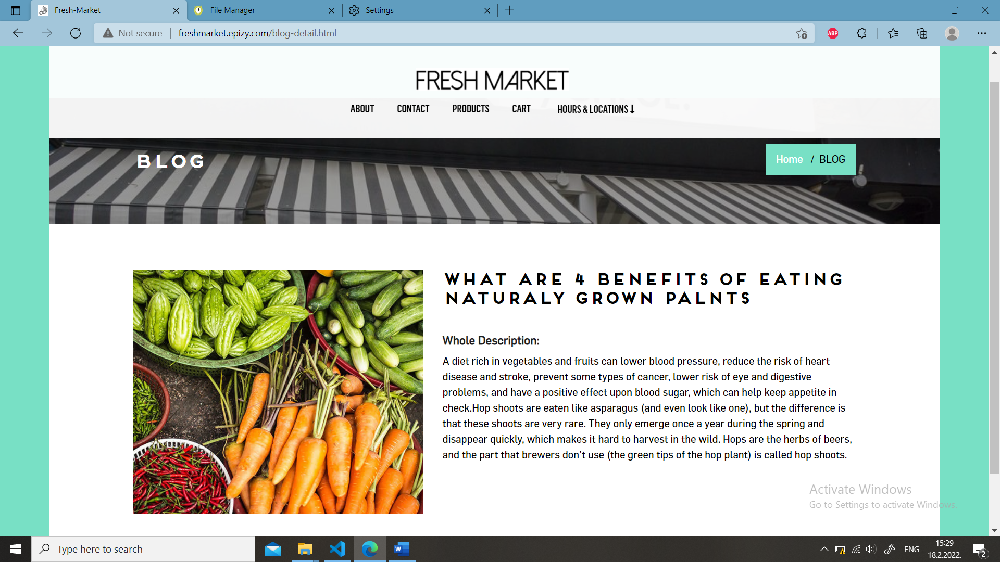 Fresh-Market
File Manager
Settings
Not secure
freshmarket.epizy.com/blog-detail.html
ABP
FRESH MARKET
ABOUT
CONTACT
PRODUCTS
CART
HOURS & LOCATIONS
BLOG
Home / BLOG
WHAT ARE 4 BENEFITS OF EATING
NATURALY GROWN PALNTS
Whole Description:
A diet rich in vegetables and fruits can lower blood pressure, reduce the risk of heart
disease and stroke, prevent some types of cancer, lower risk of eye and digestive
problems, and have a positive effect upon blood sugar, which can help keep appetite in
check.Hop shoots are eaten like asparagus (and even look like one), but the difference is
that these shoots are very rare. They only emerge once a year during the spring and
disappear quickly, which makes it hard to harvest in the wild. Hops are the herbs of beers,
and the part that brewers don’t use (the green tips of the hop plant) is called hop shoots.
Activate Windows
Go to Settings to activate Windows.
Type here to search
W
ENG
15:29
18.2.2022.
2